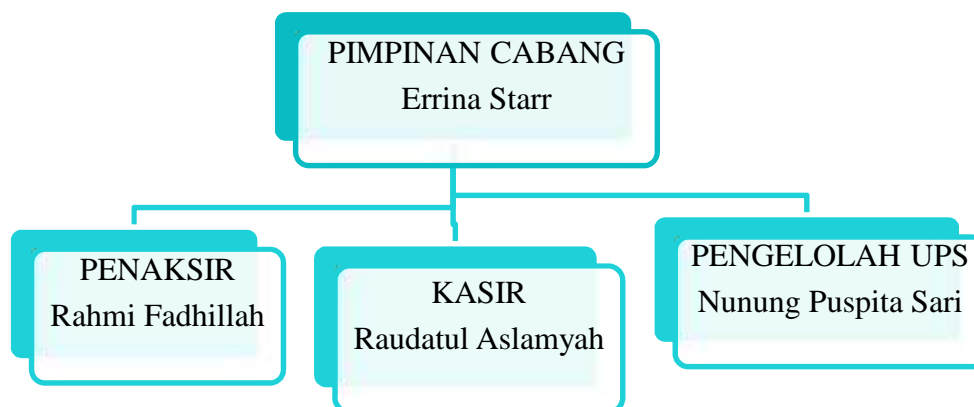 PIMPINAN CABANG
Errina Starr
PENAKSIR
Rahmi Fadhillah
KASIR
Raudatul Aslamyah
PENGELOLAH UPS
Nunung Puspita Sari